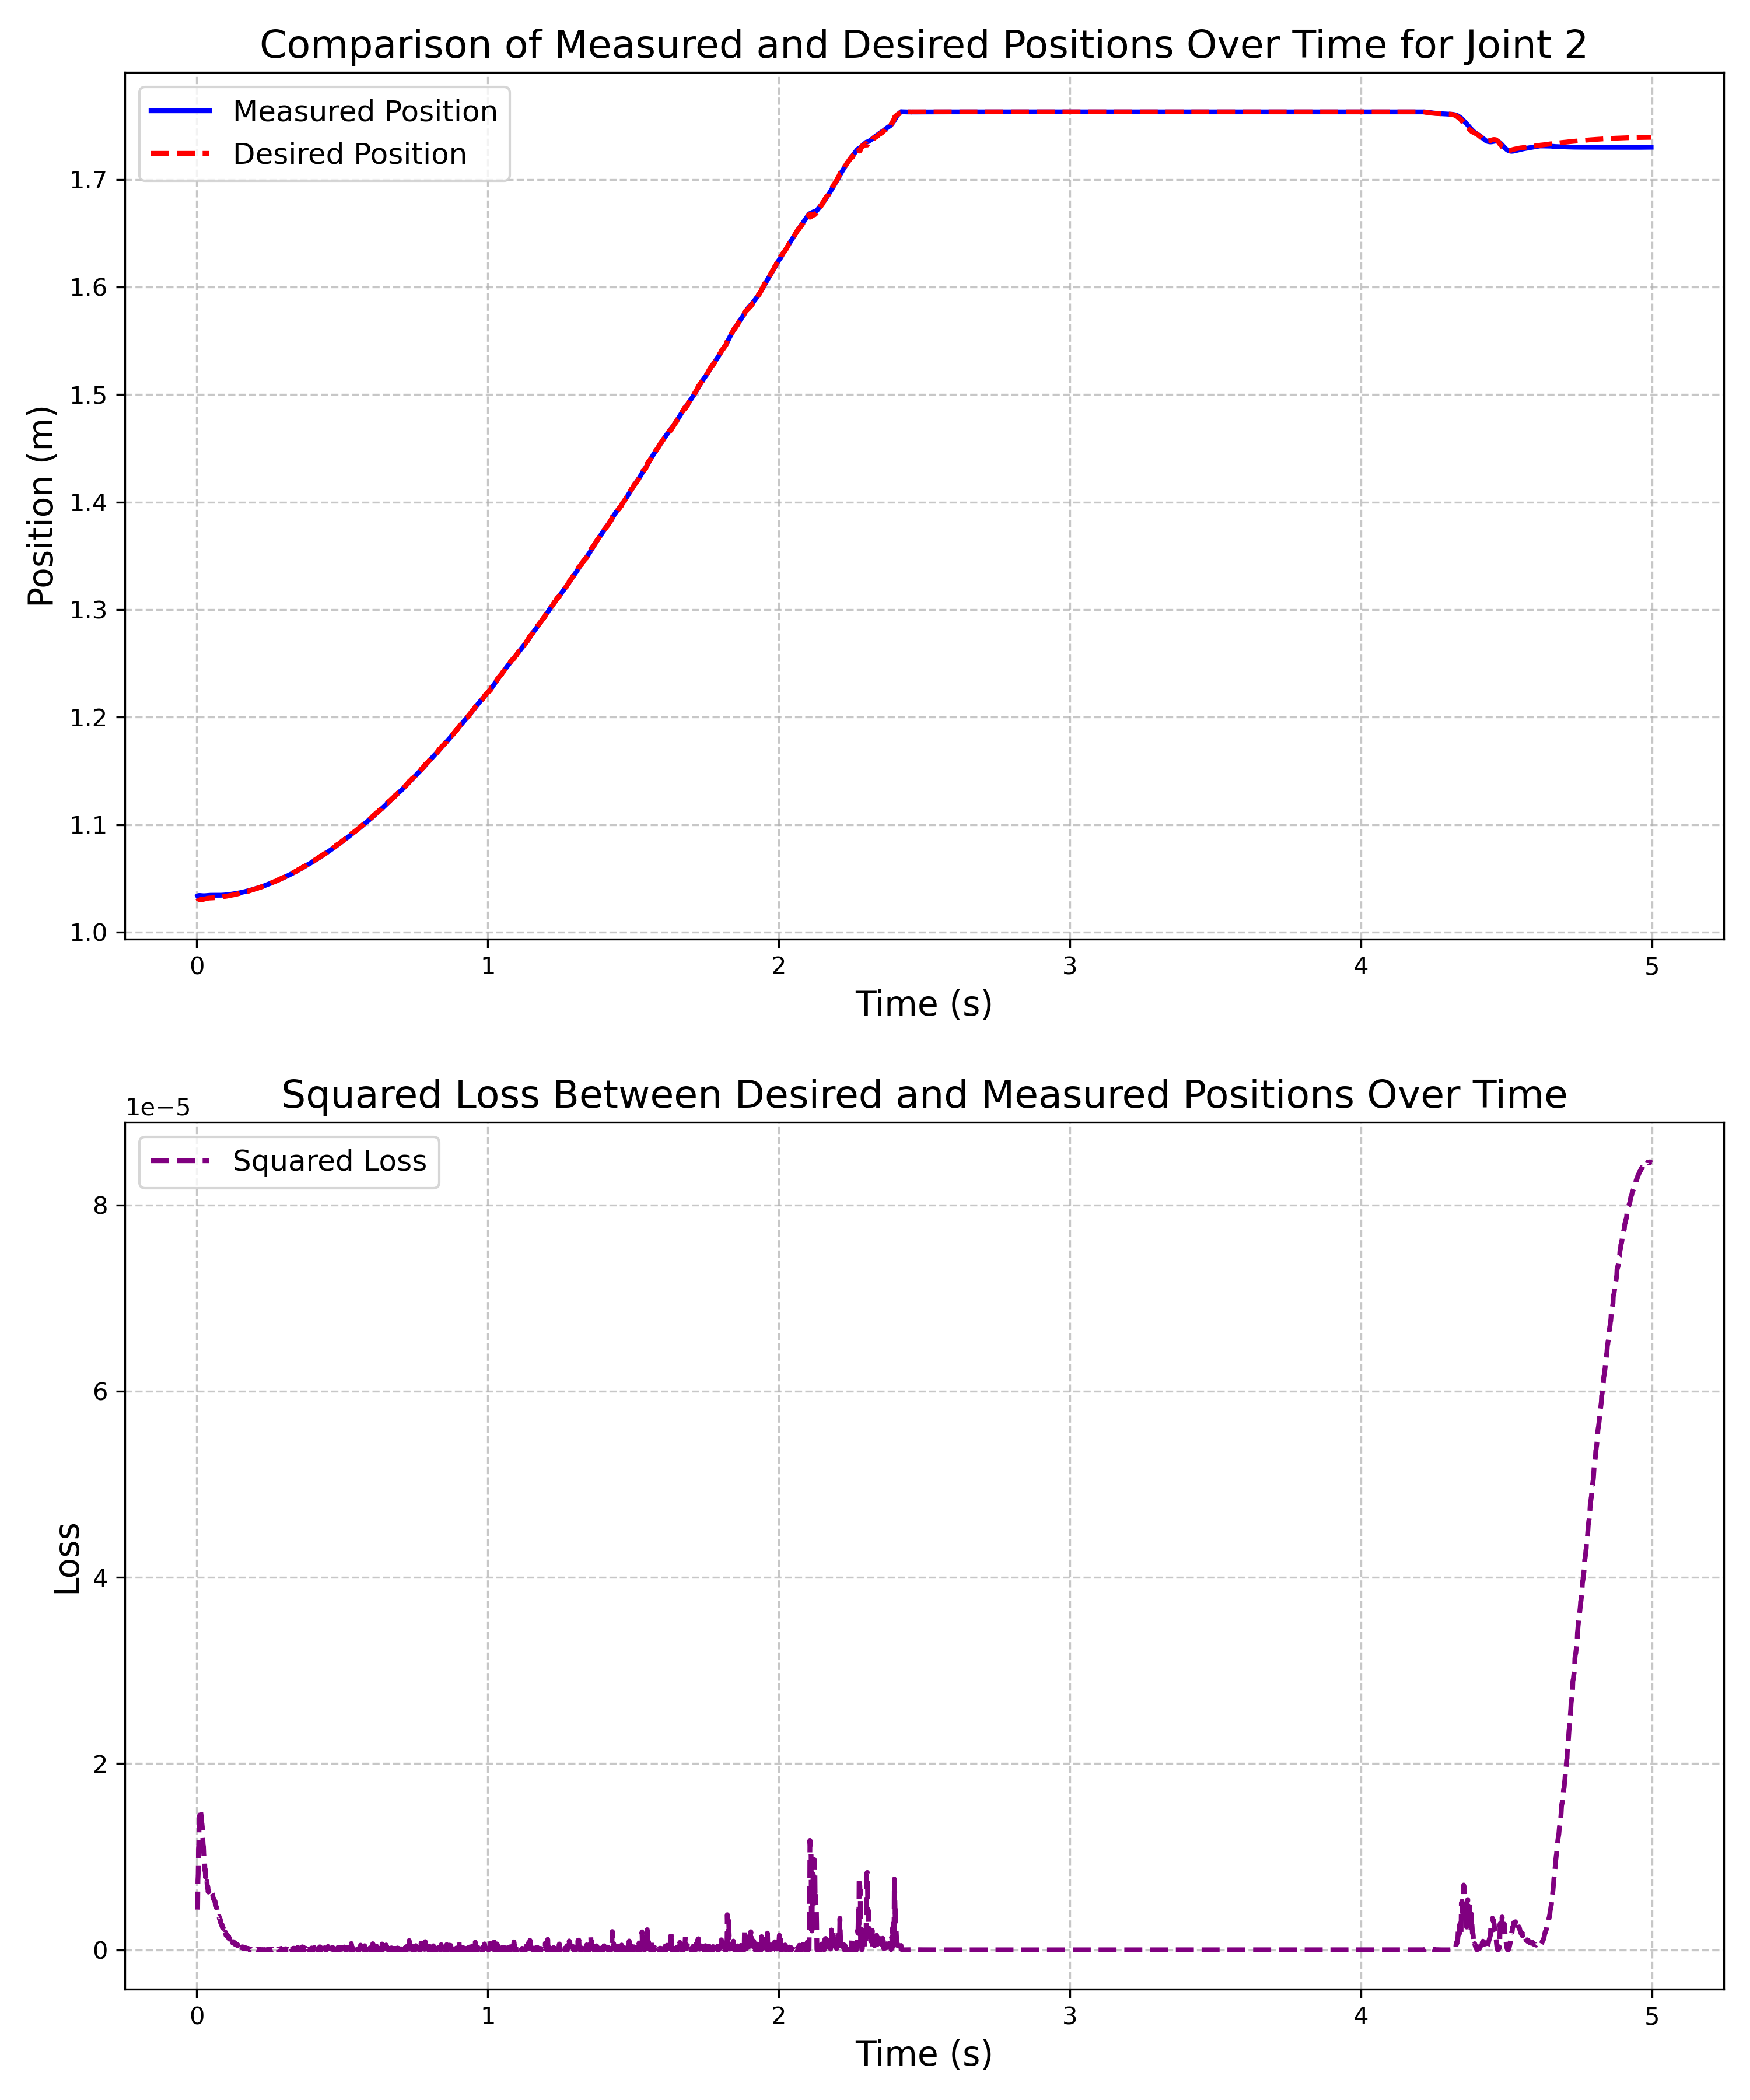 Comparison of Measured and Desired Positions Over Time for Joint 2
Measured Position
Desired Position
Position (m)
1.7
1.6
1.5
1.4
1.3
1.2
1.1
1.0
0 1 2 3 4 5
Time (s)
Squared Loss Between Desired and Measured Positions Over Time
1e−5
Squared Loss
Loss
8
6
4
2
0
0 1 2 3 4 5
Time (s)